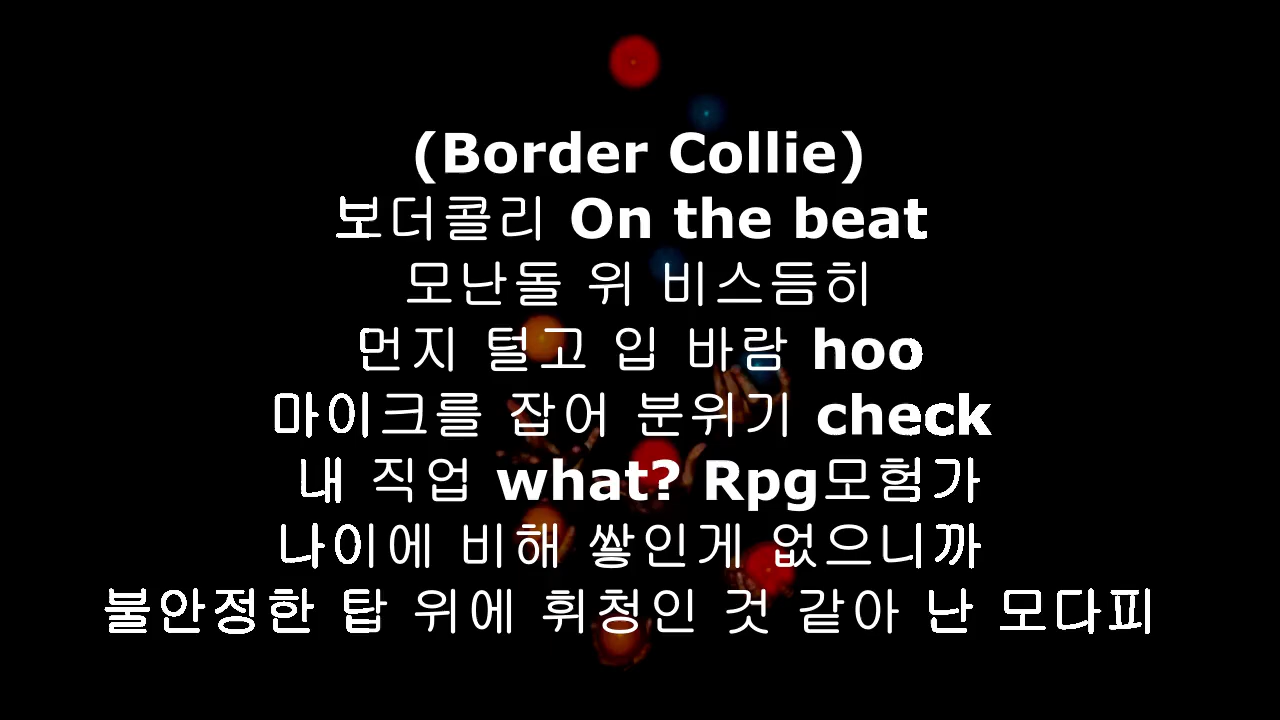 (Border Collie)
보더콜리 On the beat
모난돌 위 비스듬히
먼지 털고 입 바람 hoo
마이크를 잡어 분위기 check
내 직업 what? Rpg모험가
나이에 비해 쌓인게 없으니까
불안정한 탑 위에 휘청인 것 같아 난 모다피